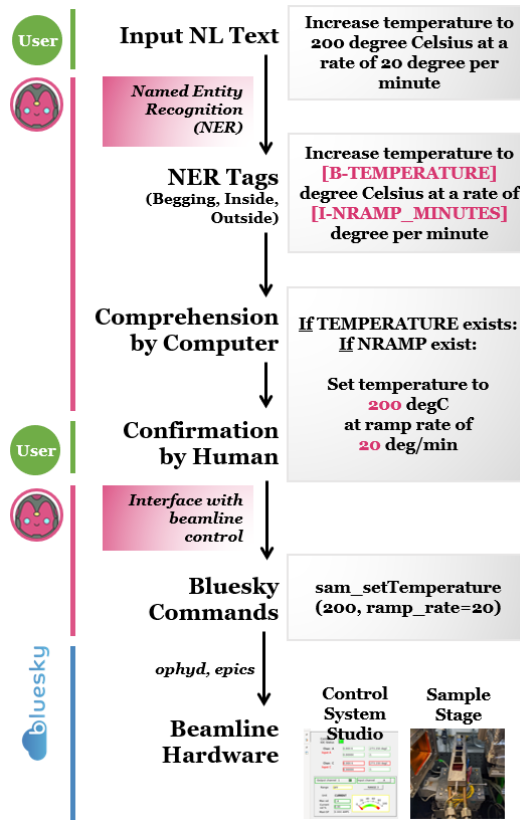 User
Input NL Text
Increase temperature to
200 degree Celsius at a
rate of 20 degree per
minute
Named Entity
Recognition
(NER)
NER Tags
(Begging, Inside,
Outside)
Increase temperature to
[B-TEMPERATURE]
degree Celsius at a rate of
[I-NRAMP_MINUTES]
degree per minute
Comprehension
by Computer
If TEMPERATURE exists:
If NRAMP exist:
Set temperature to
200 degC
at ramp rate of
20 deg/min
User
Confirmation
by Human
Interface with
beamline
control
Bluesky
Commands
sam_setTemperature
(200, ramp_rate=20)
bluesky
ophyd, epics
Beamline
Hardware
Control
System
Studio
Sample
Stage